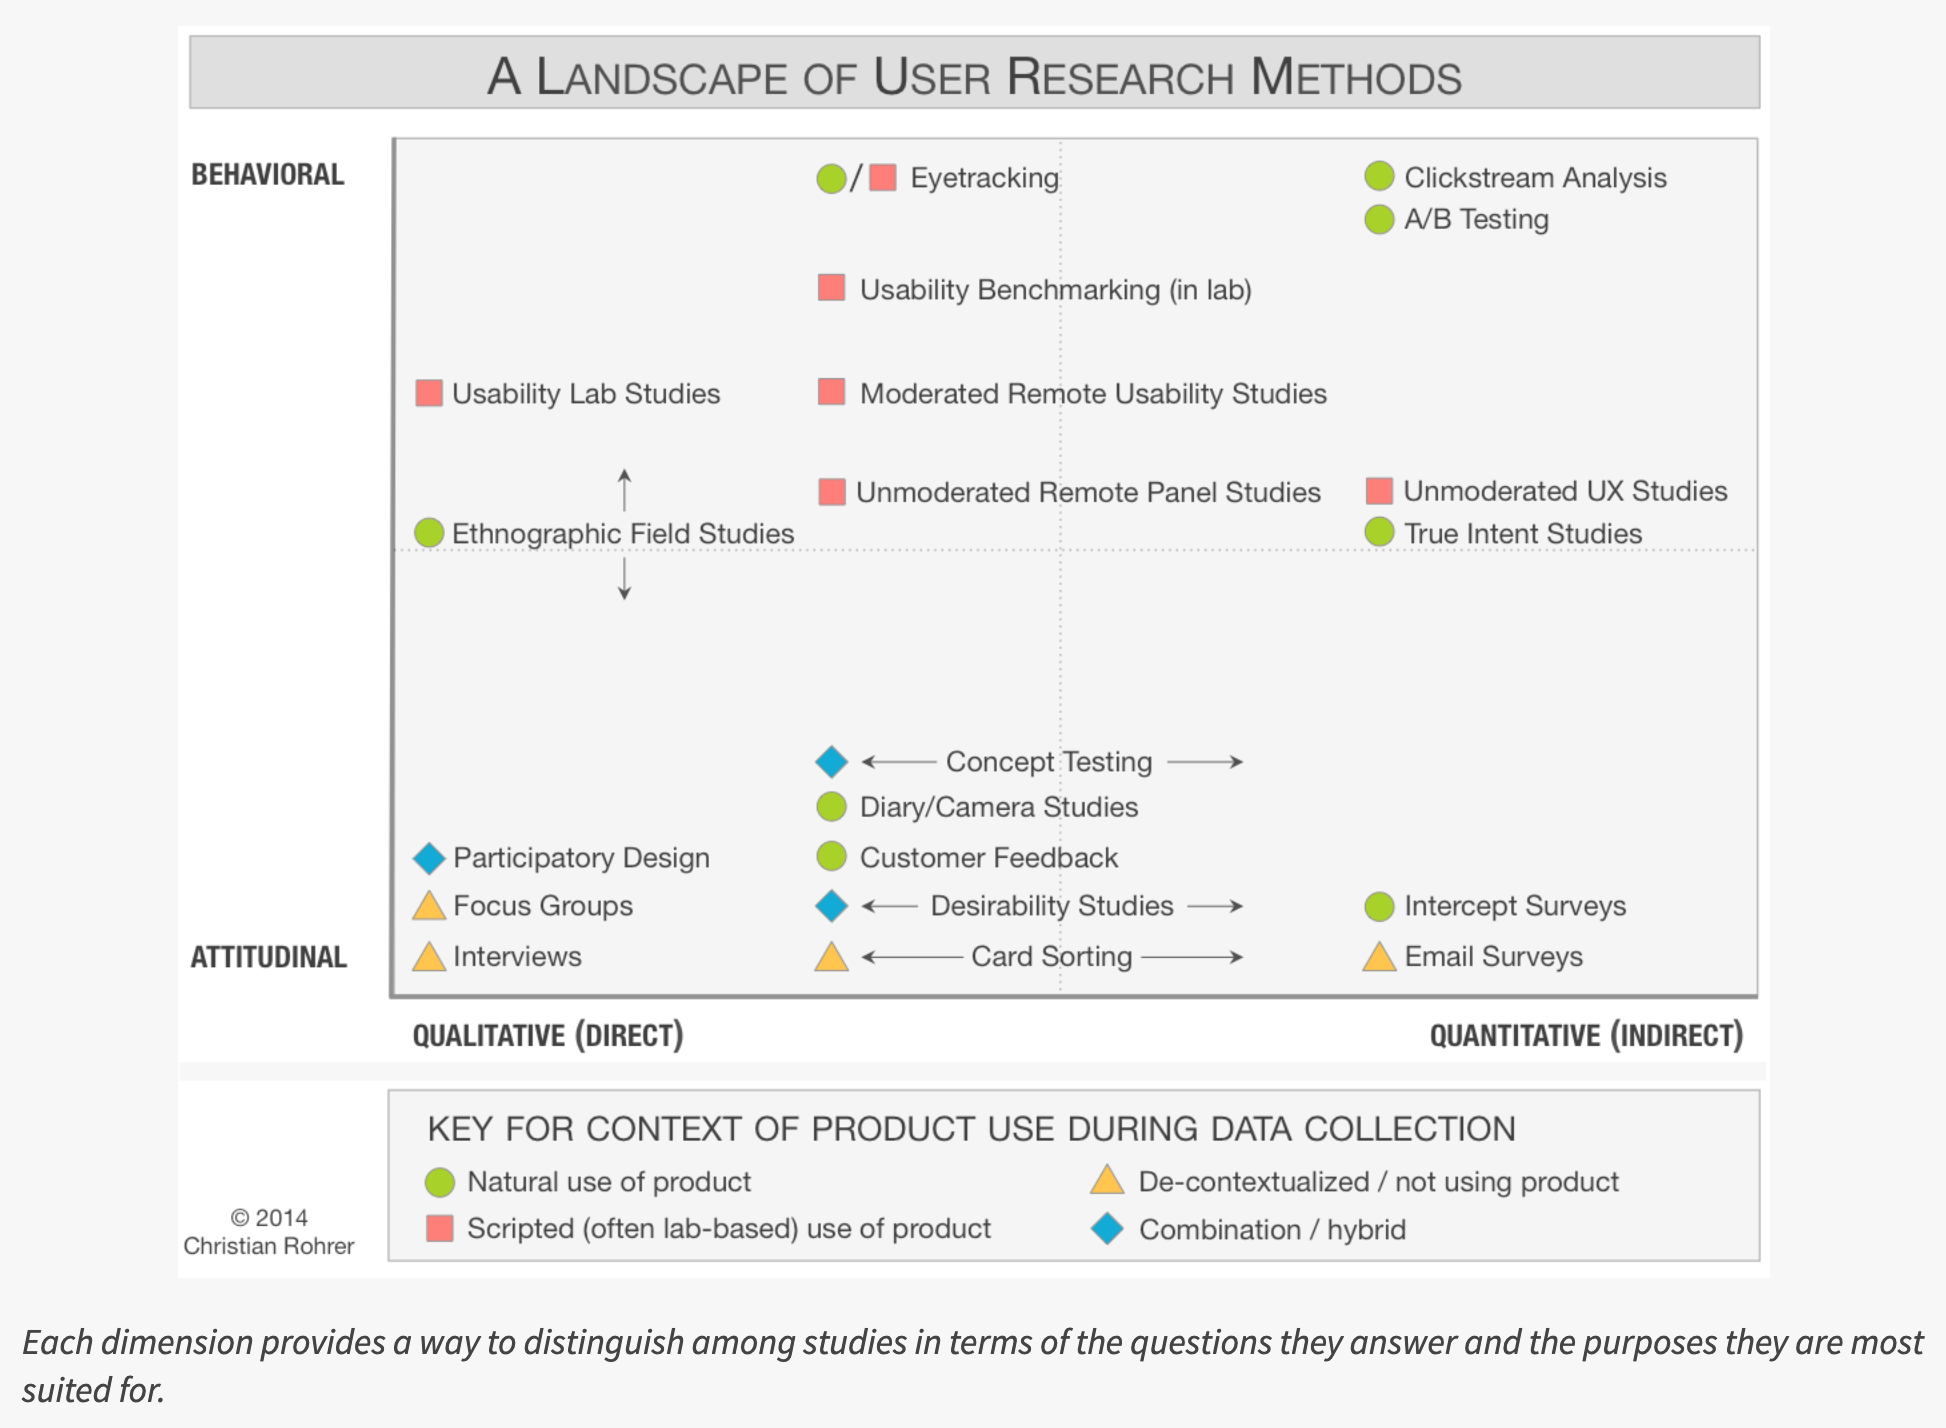 A LANDSCAPE OF USER RESEARCH METHODS
BEHAVIORAL
/ Eyetracking
Clickstream Analysis
A/B Testing
Usability Benchmarking (in lab)
Usability Lab Studies
Moderated Remote Usability Studies
Unmoderated Remote Panel Studies
Unmoderated UX Studies
Ethnographic Field Studies
True Intent Studies
Concept Testing
Diary/Camera Studies
Participatory Design
Customer Feedback
Focus Groups
Desirability Studies
Intercept Surveys
ATTITUDINAL
Interviews
Card Sorting
Email Surveys
QUALITATIVE (DIRECT)
QUANTITATIVE (INDIRECT)
KEY FOR CONTEXT OF PRODUCT USE DURING DATA COLLECTION
Natural use of product
De-contextualized / not using product
Scripted (often lab-based) use of product
Combination / hybrid
© 2014
Christian Rohrer
Each dimension provides a way to distinguish among studies in terms of the questions they answer and the purposes they are most
suited for.